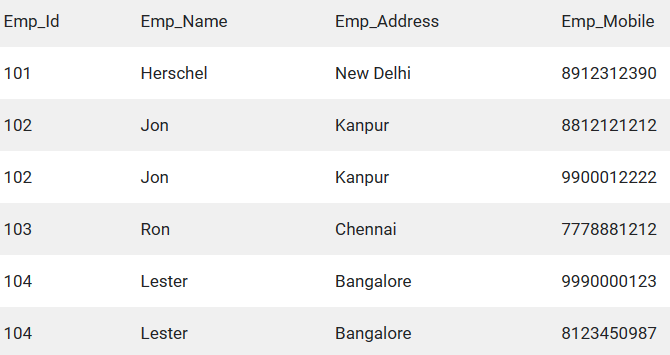 Emp_Id Emp_Name Emp_Address Emp_Mobile
101 Herschel New Delhi 8912312390
102 Jon Kanpur 8812121212
102 Jon Kanpur 9900012222
103 Ron Chennai 7778881212
104 Lester Bangalore 9990000123
104 Lester Bangalore 8123450987